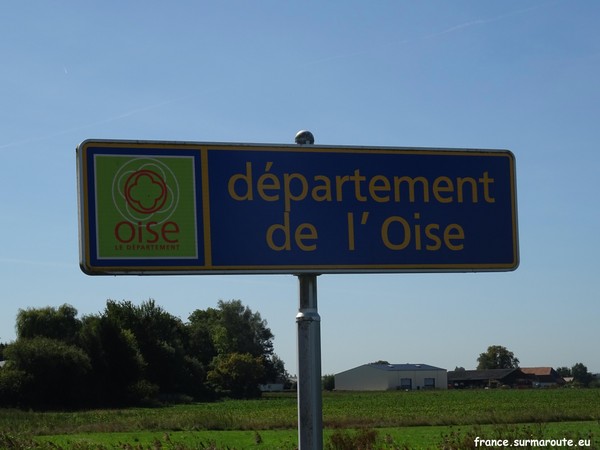 département
de l'Oise
oise
LE DÉPARTEMENT
france.surmaroute.eu